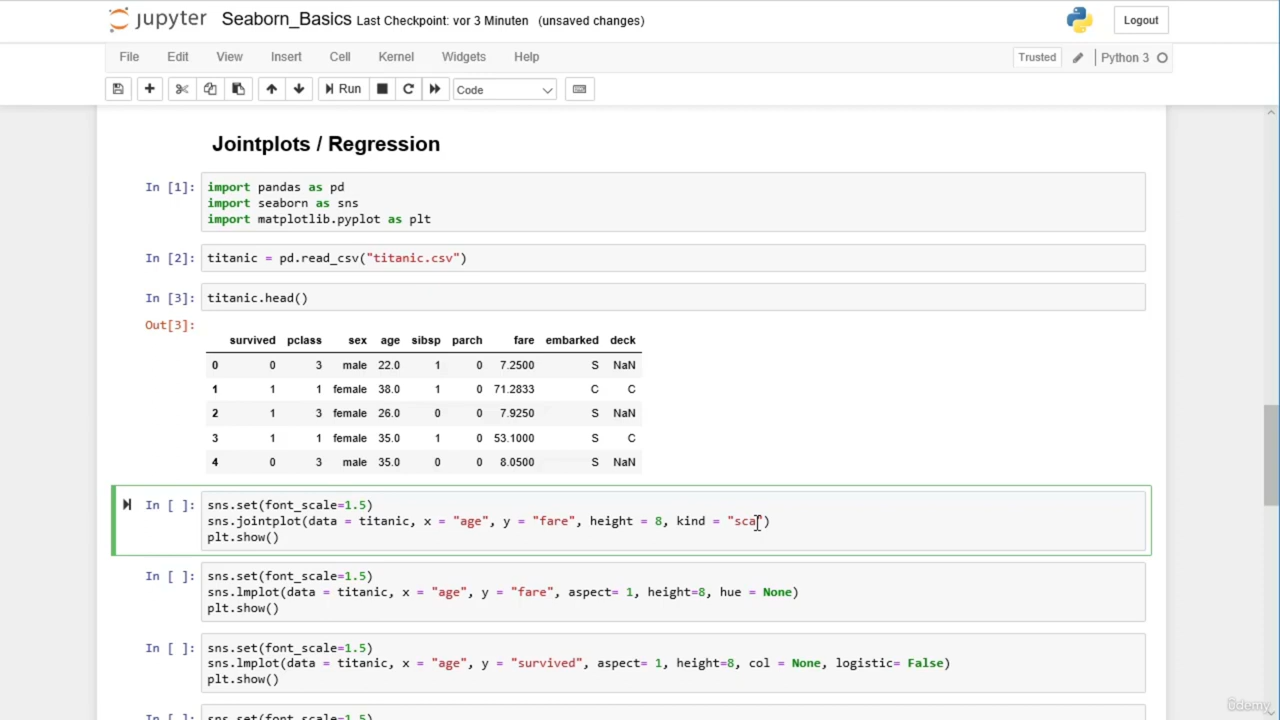 jupyter Seaborn_Basics Last Checkpoint: vor 3 Minuten (unsaved changes) Logout
File Edit View Insert Cell Kernel Widgets Help Trusted Python 3
Run Code
Jointplots / Regression
In [1]: import pandas as pd
import seaborn as sns
import matplotlib.pyplot as plt
In [2]: titanic = pd.read_csv("titanic.csv")
In [3]: titanic.head()
Out[3]:
survived pclass sex age sibsp parch fare embarked deck
0 0 3 male 22.0 1 0 7.2500 S NaN
1 1 1 female 38.0 1 0 71.2833 C C
2 1 3 female 26.0 0 0 7.9250 S NaN
3 1 1 female 35.0 1 0 53.1000 S C
4 0 3 male 35.0 0 0 8.0500 S NaN
In [ ]: sns.set(font_scale=1.5)
sns.jointplot(data = titanic, x = "age", y = "fare", height = 8, kind = "sca")
plt.show()
In [ ]: sns.set(font_scale=1.5)
sns.lmplot(data = titanic, x = "age", y = "fare", aspect= 1, height=8, hue = None)
plt.show()
In [ ]: sns.set(font_scale=1.5)
sns.lmplot(data = titanic, x = "age", y = "survived", aspect= 1, height=8, col = None, logistic= False)
plt.show()
In [ ]: sns.set(font_scale=1.5)
ûdemy